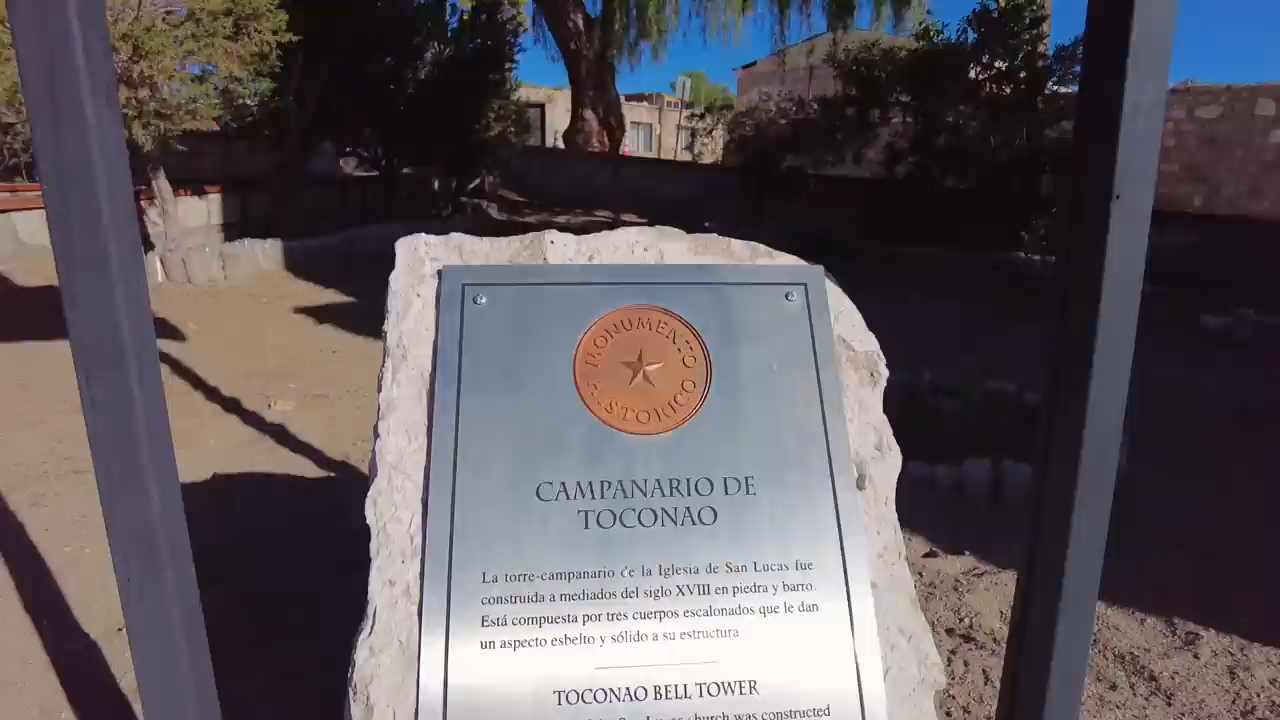 MONUMENTO
HISTORICO
CAMPANARIO DE
TOCONAO
La torre-campanario de la Iglesia de San Lucas fue
construida a mediados del siglo XVIII en piedra y barro.
Está compuesta por tres cuerpos escalonados que le dan
un aspecto esbelto y sólido a su estructura
TOCONAO BELL TOWER
church was constructed